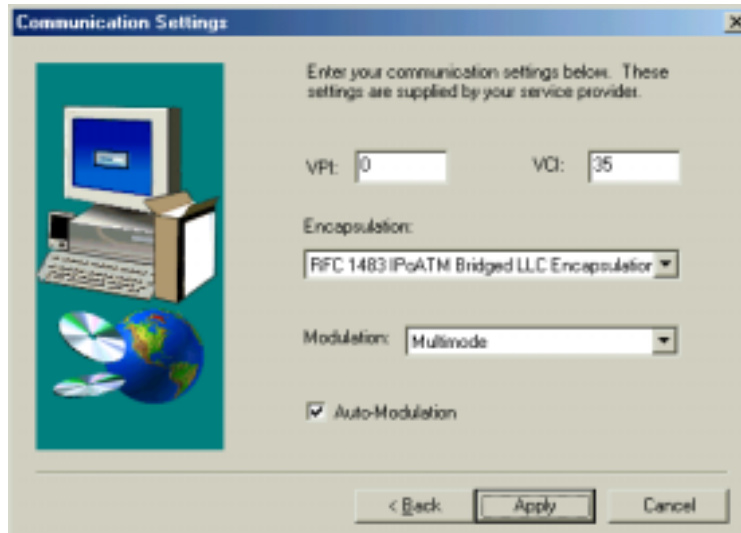 Communication Settings
Enter your communication settings below. These
settings are supplied by your service provider.
VPI: 0 VCI: 35
Encapsulation:
RFC 1483 IPoATM Bridged LLC Encapsulation
Modulation: Multimode
Auto-Modulation
< Back Apply Cancel